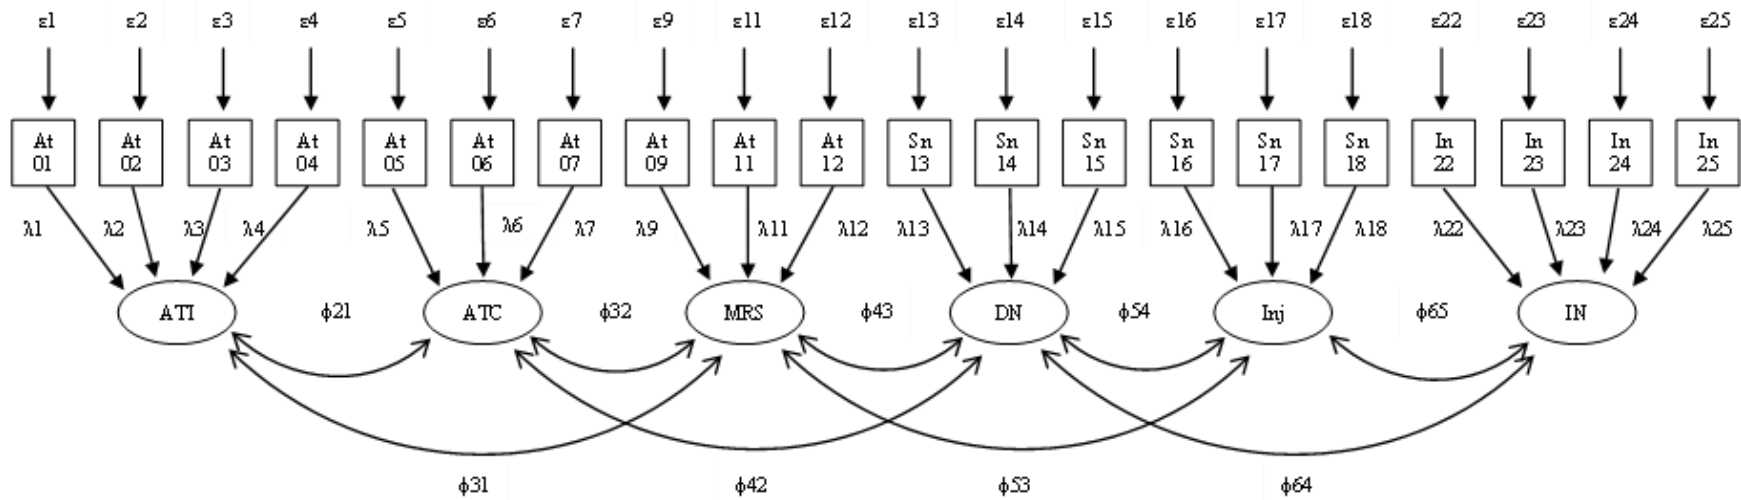 ε1 ε2 ε3 ε4 ε5 ε6 ε7 ε9 ε11 ε12 ε13 ε14 ε15 ε16 ε17 ε18 ε22 ε23 ε24 ε25
At At At At At At At At At At Sn Sn Sn Sn Sn Sn In In In In
01 02 03 04 05 06 07 09 11 12 13 14 15 16 17 18 22 23 24 25
λ1 λ2 λ3 λ4 λ5 λ6 λ7 λ9 λ11 λ12 λ13 λ14 λ15 λ16 λ17 λ18 λ22 λ23 λ24 λ25
ATI ϕ21 ATC ϕ32 MRS ϕ43 DN ϕ54 Inj ϕ65 IN
ϕ31 ϕ42 ϕ53 ϕ64